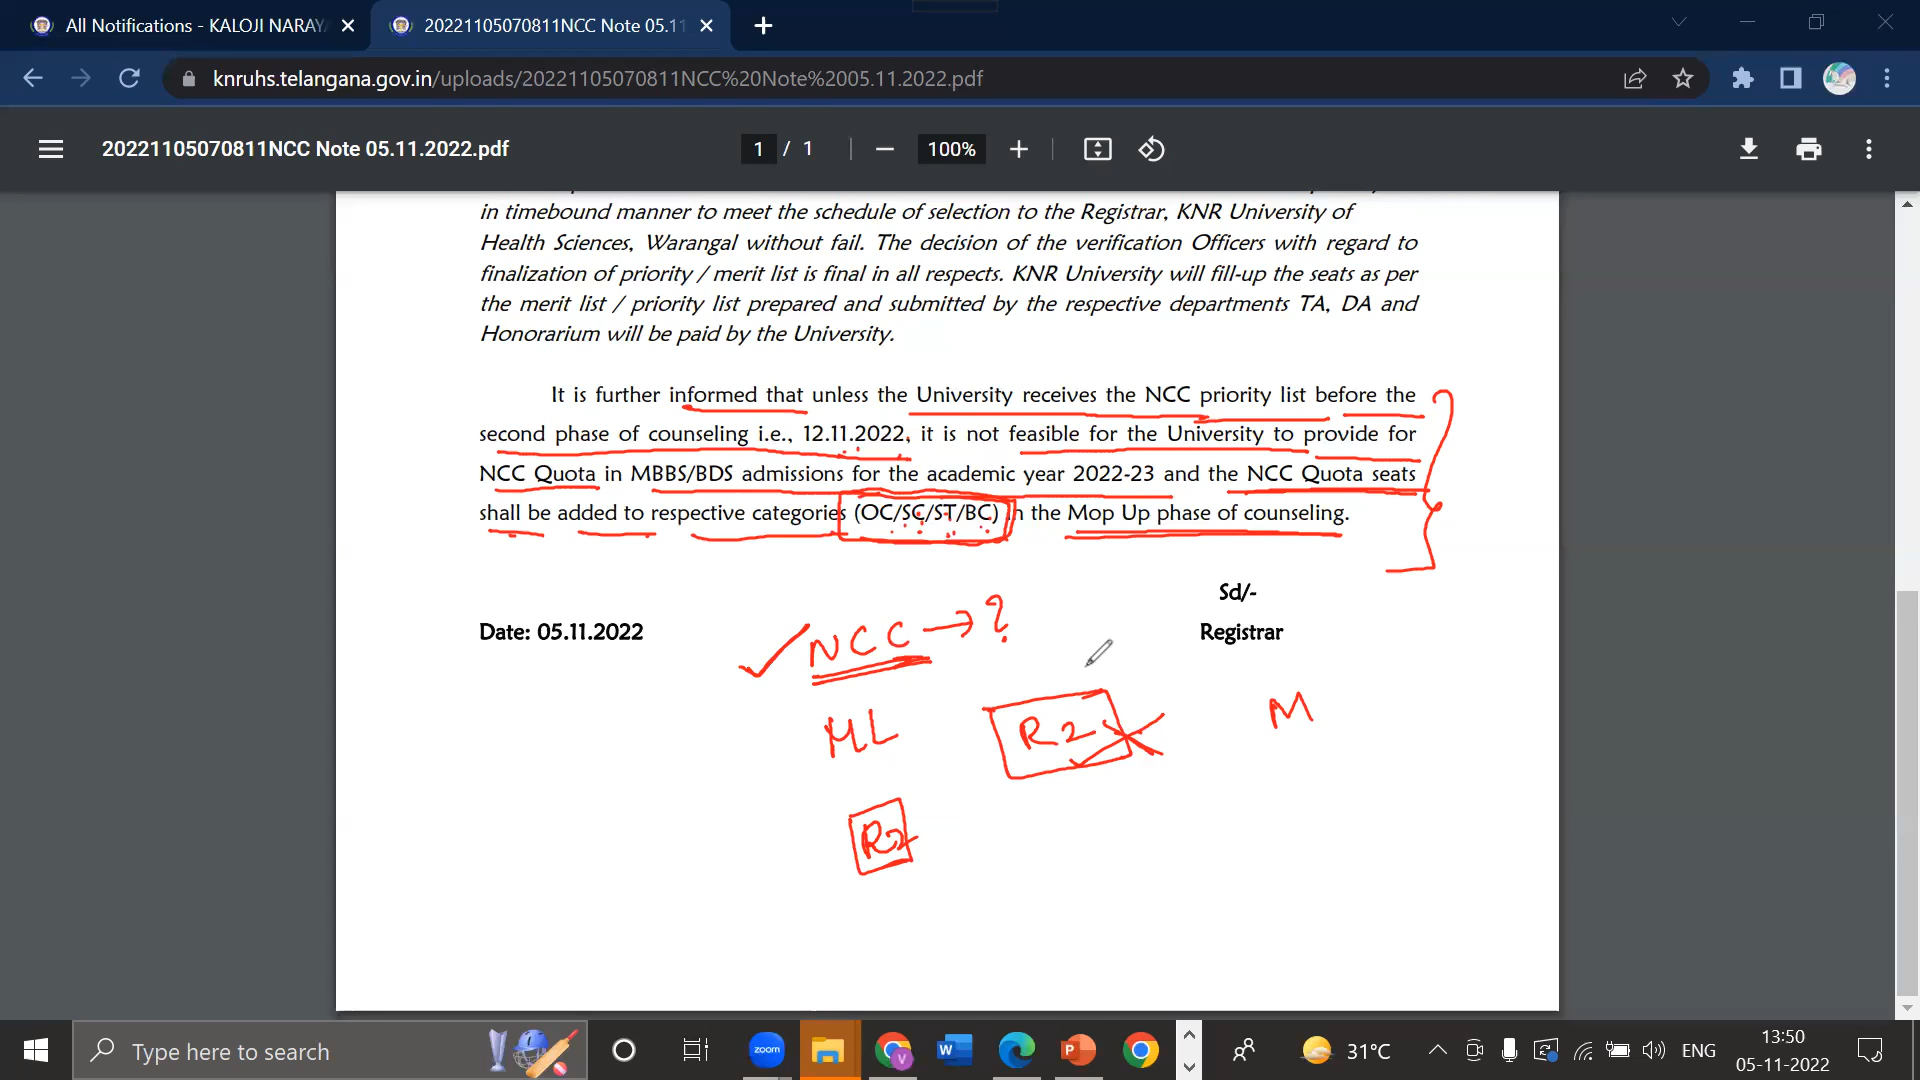 All Notifications - KALOJI NARAYA
20221105070811NCC Note 05.11
knruhs.telangana.gov.in/uploads/20221105070811NCC%20Note%2005.11.2022.pdf
20221105070811NCC Note 05.11.2022.pdf
1 / 1
100%
in timebound manner to meet the schedule of selection to the Registrar, KNR University of
Health Sciences, Warangal without fail. The decision of the verification Officers with regard to
finalization of priority / merit list is final in all respects. KNR University will fill-up the seats as per
the merit list / priority list prepared and submitted by the respective departments TA, DA and
Honorarium will be paid by the University.
It is further informed that unless the University receives the NCC priority list before the
second phase of counseling i.e., 12.11.2022, it is not feasible for the University to provide for
NCC Quota in MBBS/BDS admissions for the academic year 2022-23 and the NCC Quota seats
shall be added to respective categories (OC/SC/ST/BC) in the Mop Up phase of counseling.
Sd/-
Date: 05.11.2022
Registrar
NCC → ?
ML
R2
M
R2
Type here to search
zoom
V
W
P
31°C
ENG
13:50
05-11-2022